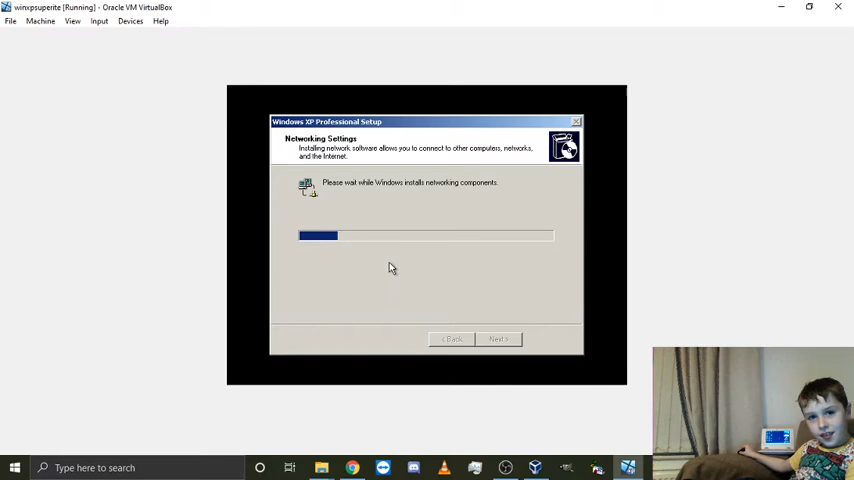 winxpsuperite [Running] - Oracle VM VirtualBox
File Machine View Input Devices Help
Windows XP Professional Setup
Networking Settings
Installing network software allows you to connect to other computers, networks,
and the Internet.
Please wait while Windows installs networking components.
< Back Next >
Type here to search